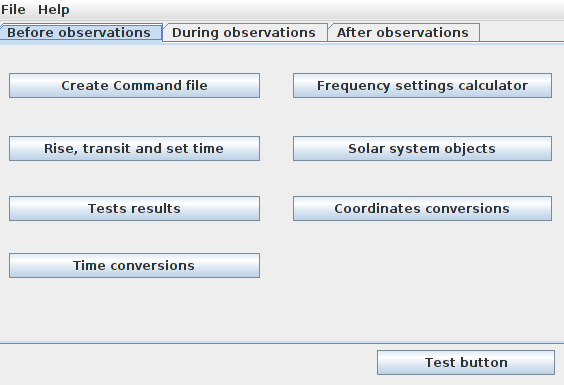 File Help
Before observations During observations After observations
Create Command file Frequency settings calculator
Rise, transit and set time Solar system objects
Tests results Coordinates conversions
Time conversions
Test button